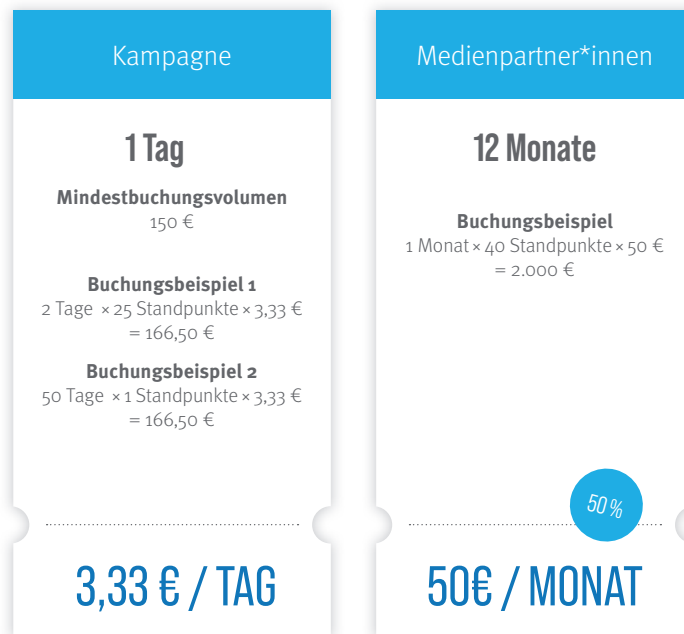 Kampagne
1 Tag
Mindestbuchungsvolumen
150 €
Buchungsbeispiel 1
2 Tage × 25 Standpunkte × 3,33 €
= 166,50 €
Buchungsbeispiel 2
50 Tage × 1 Standpunkte × 3,33 €
= 166,50 €
3,33 € / TAG
Medienpartner*innen
12 Monate
Buchungsbeispiel
1 Monat × 40 Standpunkte × 50 €
= 2.000 €
50 %
50€ / MONAT